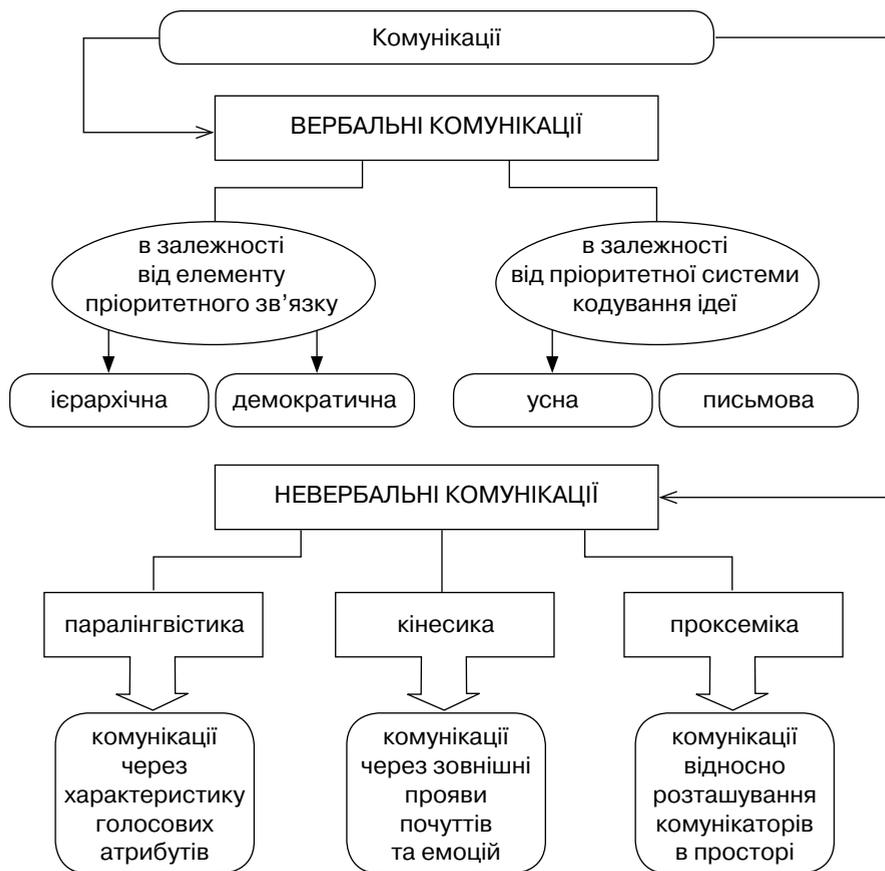 Комунікації
ВЕРБАЛЬНІ КОМУНІКАЦІЇ
в залежності
від елементу
пріоритетного зв’язку
в залежності
від пріоритетної системи
кодування ідеї
ієрархічна
демократична
усна
письмова
НЕВЕРБАЛЬНІ КОМУНІКАЦІЇ
паралінгвістика
кінесика
проксеміка
комунікації
через
характеристику
голосових
атрибутів
комунікації
через зовнішні
прояви
почуттів
та емоцій
комунікації
відносно
розташування
комунікаторів
в просторі